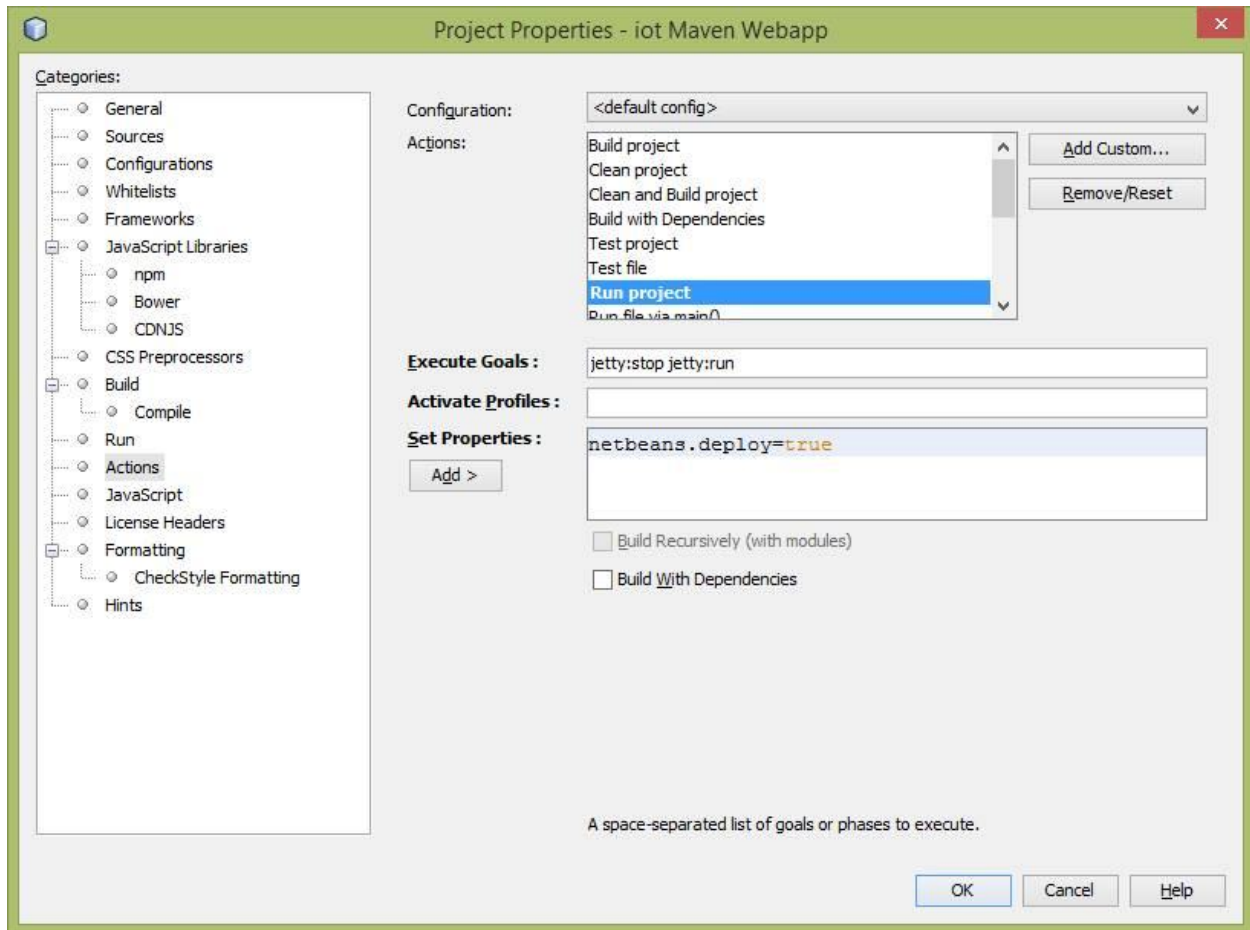 Project Properties - iot Maven Webapp
Categories:
General
Sources
Configurations
Whitelists
Frameworks
JavaScript Libraries
npm
Bower
CDNJS
CSS Preprocessors
Build
Compile
Run
Actions
JavaScript
License Headers
Formatting
CheckStyle Formatting
Hints
Configuration:
<default config>
Actions:
Build project
Clean project
Clean and Build project
Build with Dependencies
Test project
Test file
Run project
Run file via main()
Add Custom...
Remove/Reset
Execute Goals :
jetty:stop jetty:run
Activate Profiles :
Set Properties :
netbeans.deploy=true
Add >
Build Recursively (with modules)
Build With Dependencies
A space-separated list of goals or phases to execute.
OK
Cancel
Help